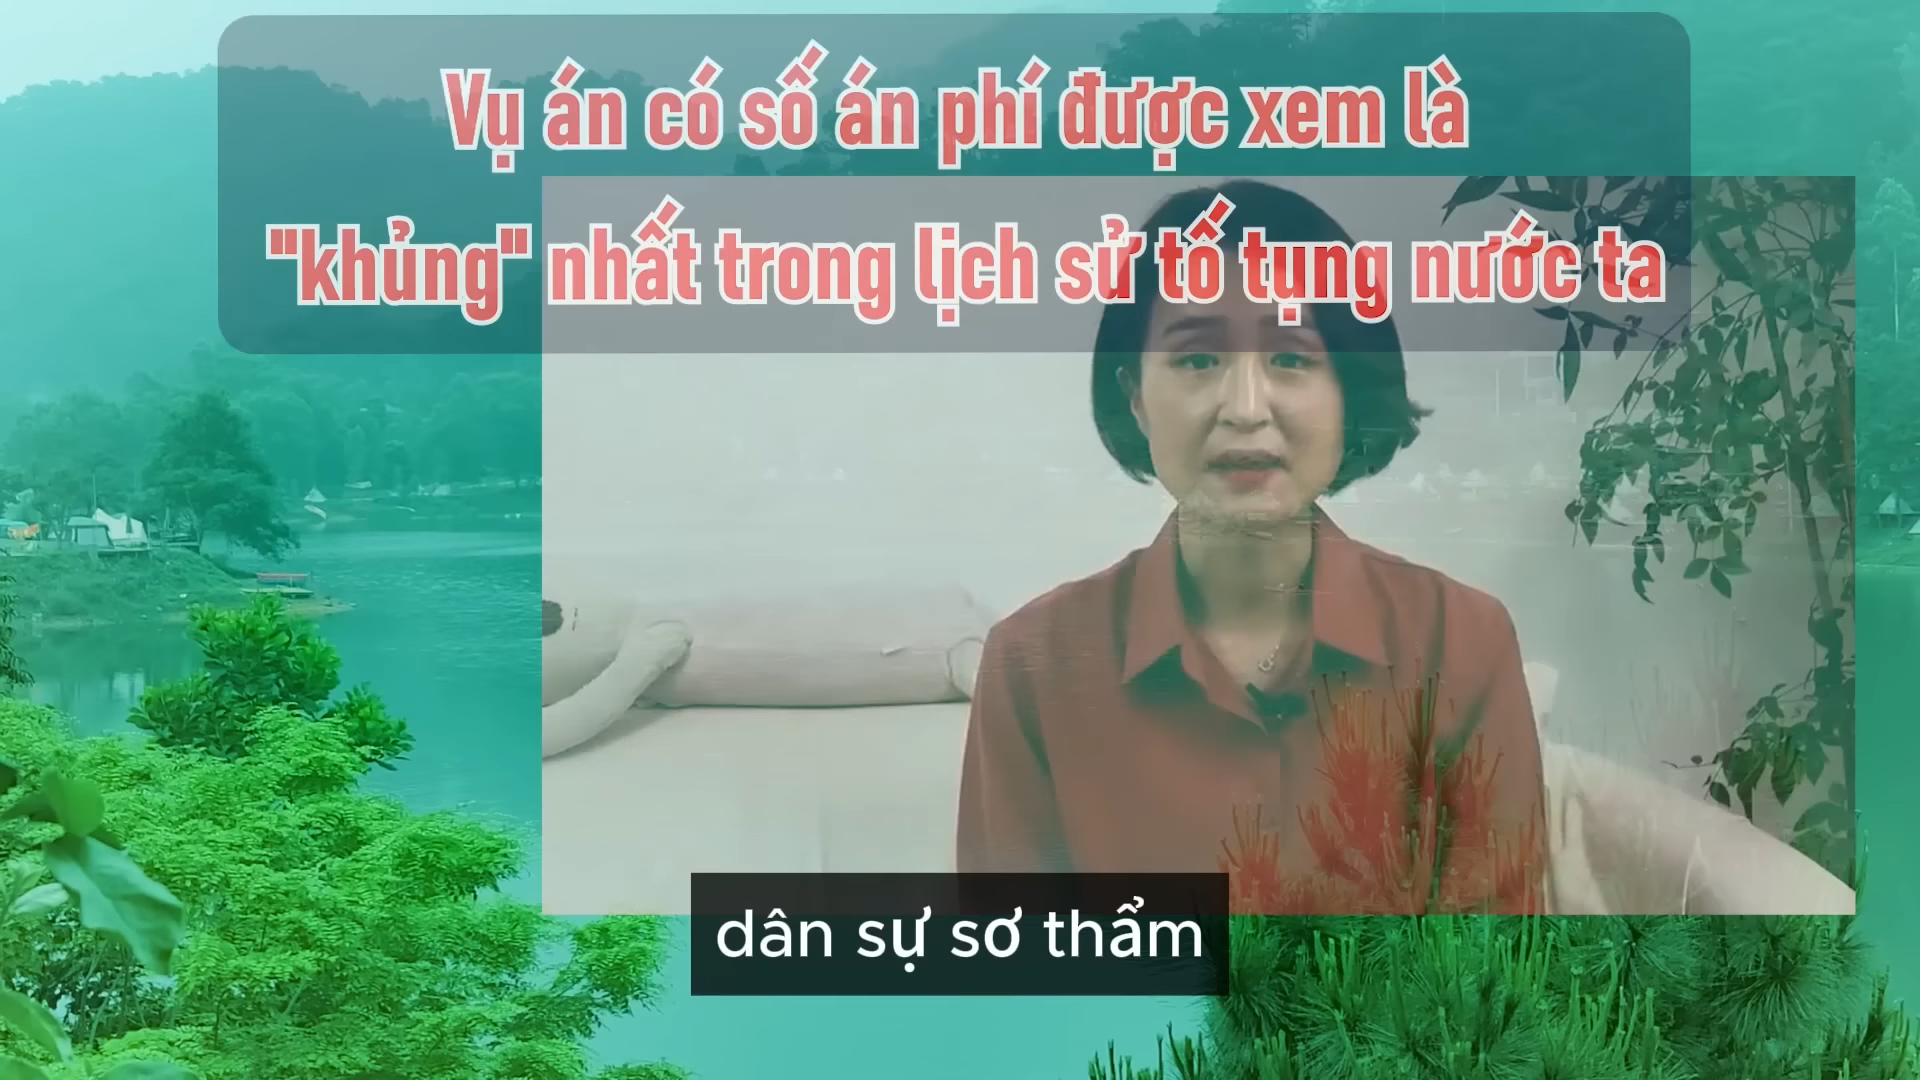 Vụ án có số án phí được xem là
"khủng" nhất trong lịch sử tố tụng nước ta
dân sự sơ thẩm